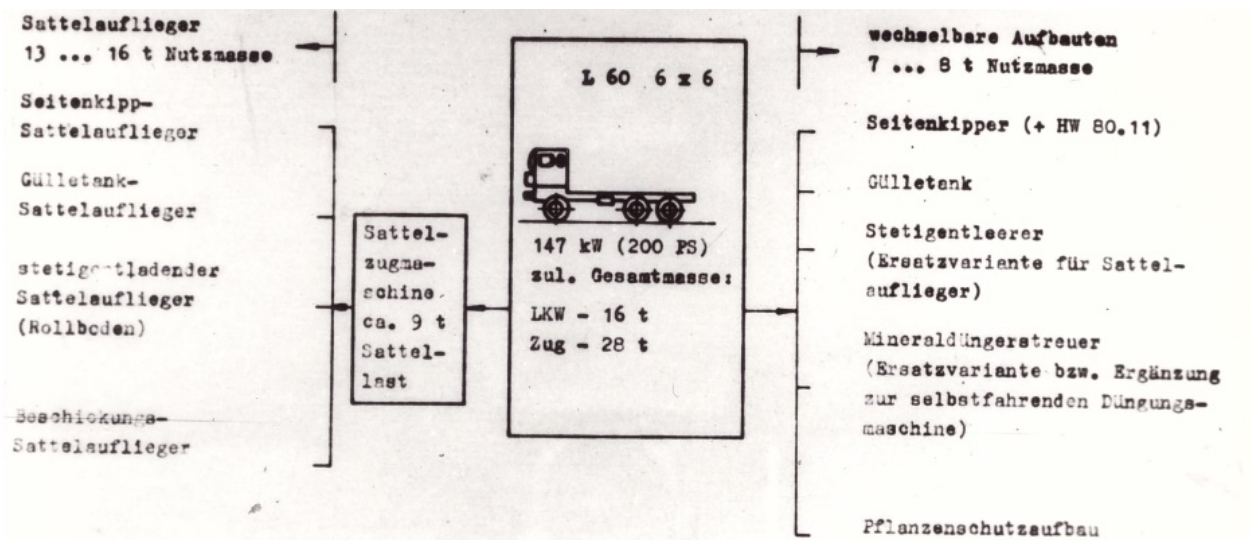 Sattelauflieger
13 ... 16 t Nutzmasse
Seitenkipp-
Sattelauflieger
Gülletank-
Sattelauflieger
stetigentladender
Sattelauflieger
(Rollboden)
Beschickungs-
Sattelauflieger
Sattel-
zugma-
schine
ca. 9 t
Sattel-
last
L 60 6 x 6
147 kW (200 PS)
zul. Gesamtmasse:
LKW - 16 t
Zug - 28 t
wechselbare Aufbauten
7 ... 8 t Nutzmasse
Seitenkipper (+ HW 80.11)
Gülletank
Stetigentleerer
(Ersatzvariante für Sattel-
auflieger)
Mineraldüngerstreuer
(Ersatzvariante bzw. Ergänzung
zur selbstfahrenden Düngungs-
maschine)
Pflanzenschutzaufbau